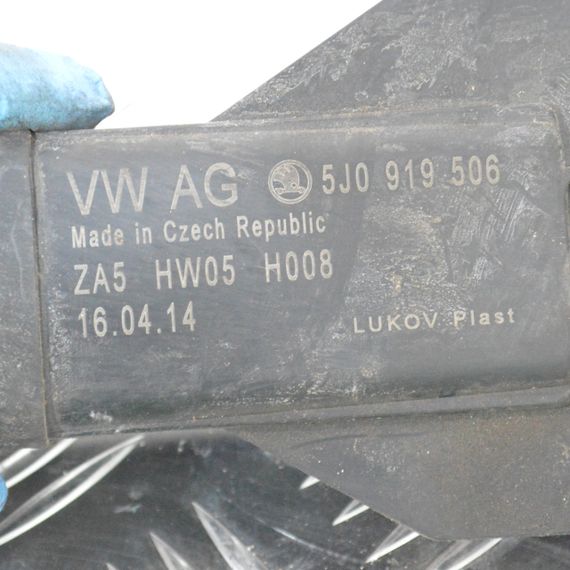 VW AG 5J0 919 506
Made in Czech Republic
ZA5 HW05 H008
16.04.14 LUKOV Plast